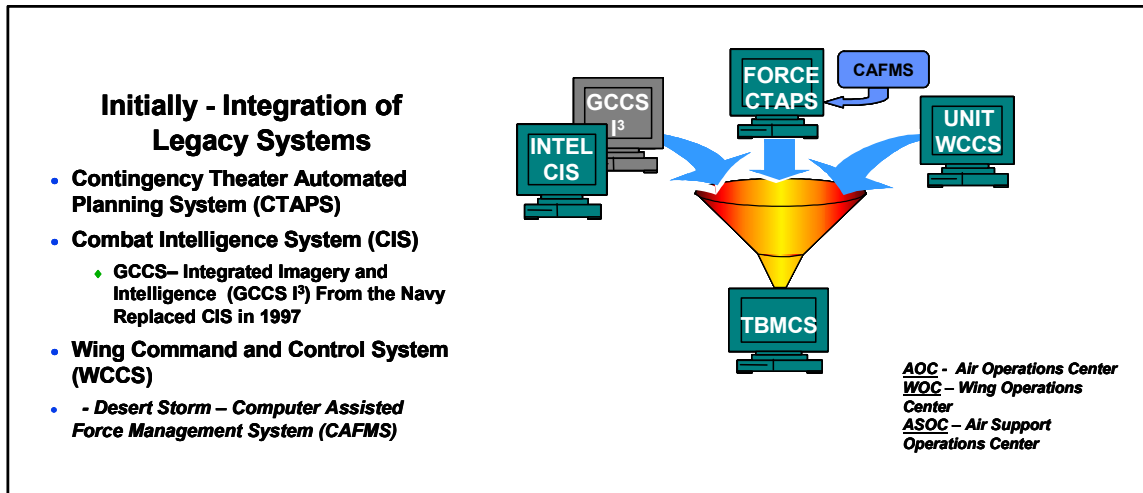 Initially - Integration of
Legacy Systems
• Contingency Theater Automated
Planning System (CTAPS)
• Combat Intelligence System (CIS)
♦ GCCS– Integrated Imagery and
Intelligence (GCCS I³) From the Navy
Replaced CIS in 1997
• Wing Command and Control System
(WCCS)
• - Desert Storm – Computer Assisted
Force Management System (CAFMS)
FORCE
CTAPS
CAFMS
GCCS
I³
INTEL
CIS
UNIT
WCCS
TBMCS
AOC - Air Operations Center
WOC – Wing Operations
Center
ASOC – Air Support
Operations Center